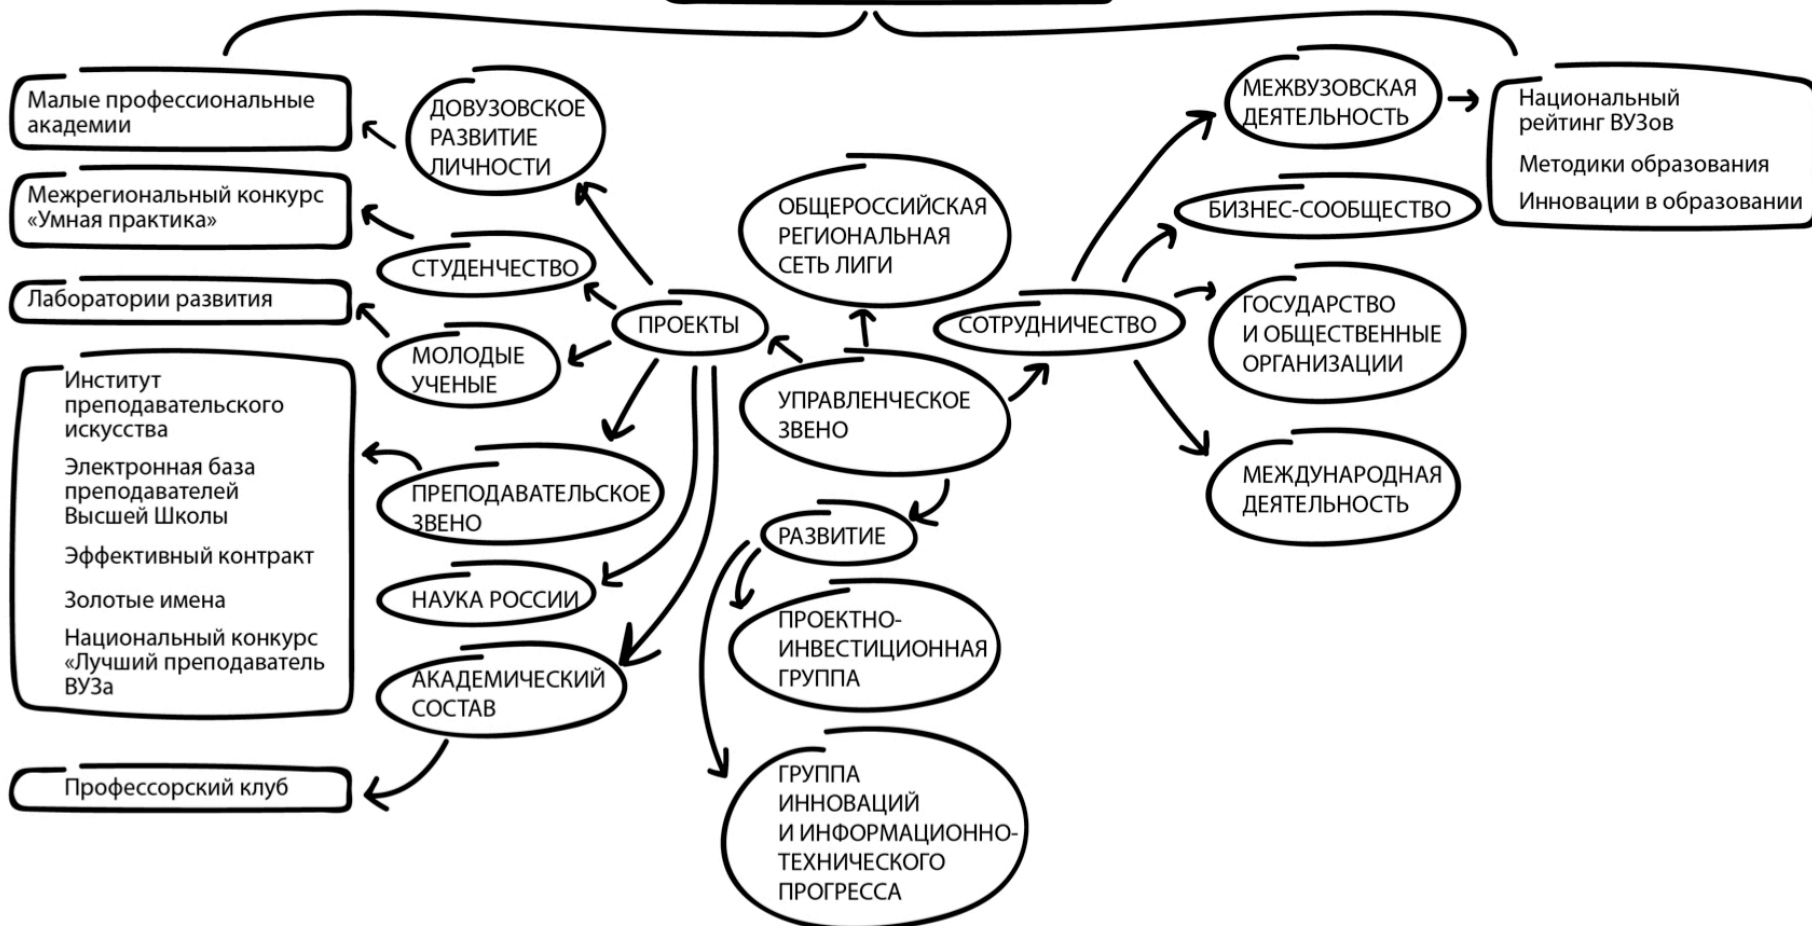 Малые профессиональные
академии
Межрегиональный конкурс
«Умная практика»
Лаборатории развития
Институт
преподавательского
искусства
Электронная база
преподавателей
Высшей Школы
Эффективный контракт
Золотые имена
Национальный конкурс
«Лучший преподаватель
ВУЗа
Профессорский клуб
ДОВУЗОВСКОЕ
РАЗВИТИЕ
ЛИЧНОСТИ
СТУДЕНЧЕСТВО
МОЛОДЫЕ
УЧЕНЫЕ
ПРЕПОДАВАТЕЛЬСКОЕ
ЗВЕНО
НАУКА РОССИИ
АКАДЕМИЧЕСКИЙ
СОСТАВ
ПРОЕКТЫ
ОБЩЕРОССИЙСКАЯ
РЕГИОНАЛЬНАЯ
СЕТЬ ЛИГИ
УПРАВЛЕНЧЕСКОЕ
ЗВЕНО
РАЗВИТИЕ
ПРОЕКТНО-
ИНВЕСТИЦИОННАЯ
ГРУППА
ГРУППА
ИННОВАЦИЙ
И ИНФОРМАЦИОННО-
ТЕХНИЧЕСКОГО
ПРОГРЕССА
СОТРУДНИЧЕСТВО
МЕЖВУЗОВСКАЯ
ДЕЯТЕЛЬНОСТЬ
БИЗНЕС-СООБЩЕСТВО
ГОСУДАРСТВО
И ОБЩЕСТВЕННЫЕ
ОРГАНИЗАЦИИ
МЕЖДУНАРОДНАЯ
ДЕЯТЕЛЬНОСТЬ
Национальный
рейтинг ВУЗов
Методики образования
Инновации в образовании